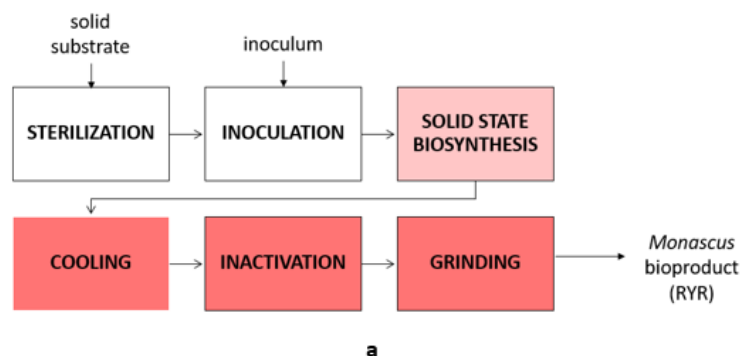 solid
substrate
inoculum
STERILIZATION
INOCULATION
SOLID STATE
BIOSYNTHESIS
COOLING
INACTIVATION
GRINDING
Monascus
bioproduct
(RYR)
a